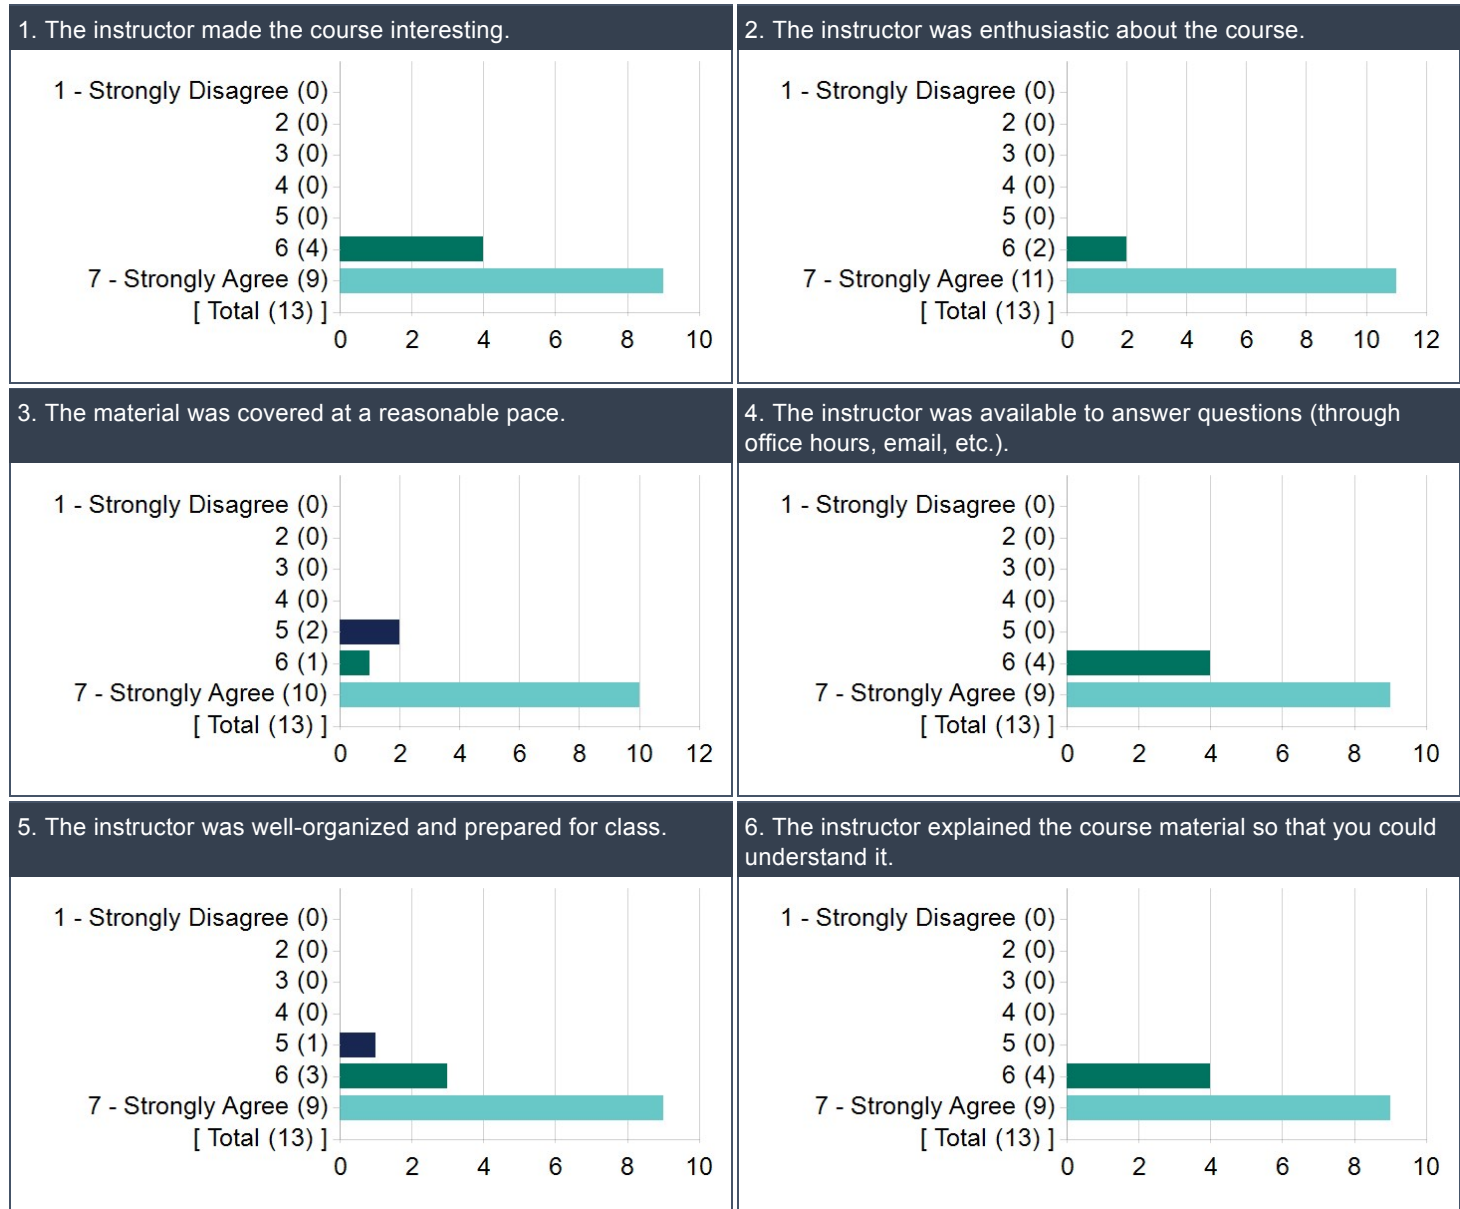 1. The instructor made the course interesting.
1 - Strongly Disagree (0)
2 (0)
3 (0)
4 (0)
5 (0)
6 (4)
7 - Strongly Agree (9)
[ Total (13) ]
0 2 4 6 8 10
2. The instructor was enthusiastic about the course.
1 - Strongly Disagree (0)
2 (0)
3 (0)
4 (0)
5 (0)
6 (2)
7 - Strongly Agree (11)
[ Total (13) ]
0 2 4 6 8 10 12
3. The material was covered at a reasonable pace.
1 - Strongly Disagree (0)
2 (0)
3 (0)
4 (0)
5 (2)
6 (1)
7 - Strongly Agree (10)
[ Total (13) ]
0 2 4 6 8 10 12
4. The instructor was available to answer questions (through
office hours, email, etc.).
1 - Strongly Disagree (0)
2 (0)
3 (0)
4 (0)
5 (0)
6 (4)
7 - Strongly Agree (9)
[ Total (13) ]
0 2 4 6 8 10
5. The instructor was well-organized and prepared for class.
1 - Strongly Disagree (0)
2 (0)
3 (0)
4 (0)
5 (1)
6 (3)
7 - Strongly Agree (9)
[ Total (13) ]
0 2 4 6 8 10
6. The instructor explained the course material so that you could
understand it.
1 - Strongly Disagree (0)
2 (0)
3 (0)
4 (0)
5 (0)
6 (4)
7 - Strongly Agree (9)
[ Total (13) ]
0 2 4 6 8 10